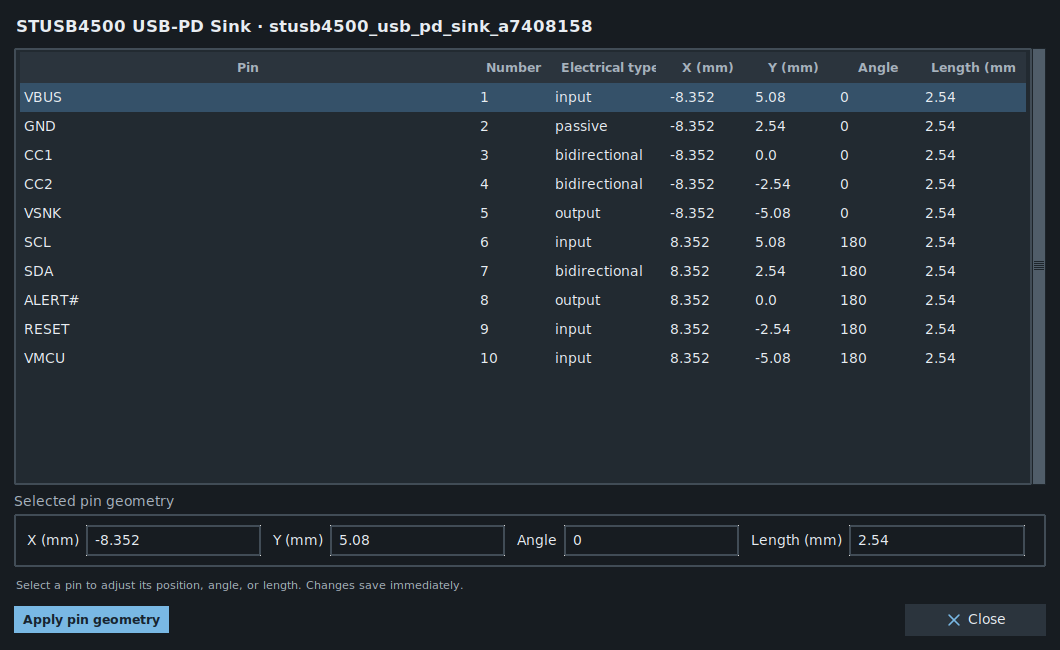 STUSB4500 USB-PD Sink · stusb4500_usb_pd_sink_a7408158
Pin Number Electrical type X (mm) Y (mm) Angle Length (mm
VBUS 1 input -8.352 5.08 0 2.54
GND 2 passive -8.352 2.54 0 2.54
CC1 3 bidirectional -8.352 0.0 0 2.54
CC2 4 bidirectional -8.352 -2.54 0 2.54
VSNK 5 output -8.352 -5.08 0 2.54
SCL 6 input 8.352 5.08 180 2.54
SDA 7 bidirectional 8.352 2.54 180 2.54
ALERT# 8 output 8.352 0.0 180 2.54
RESET 9 input 8.352 -2.54 180 2.54
VMCU 10 input 8.352 -5.08 180 2.54
Selected pin geometry
X (mm) -8.352 Y (mm) 5.08 Angle 0 Length (mm) 2.54
Select a pin to adjust its position, angle, or length. Changes save immediately.
Apply pin geometry Close